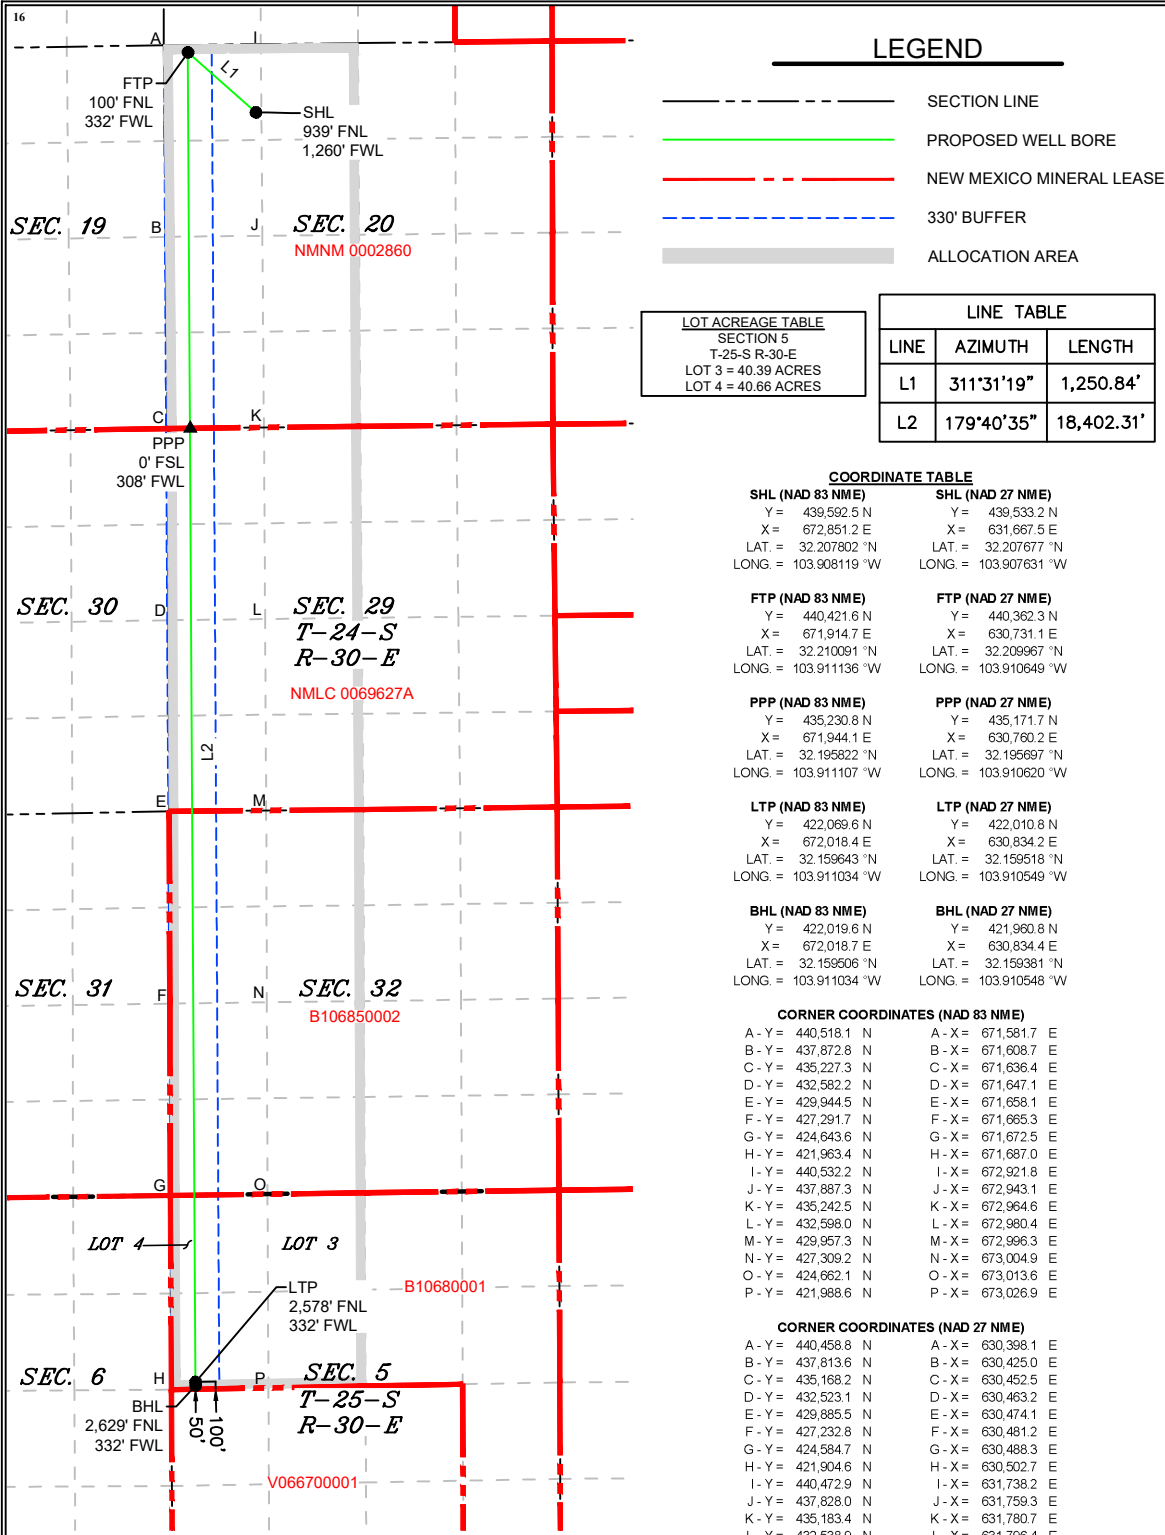 16
A
I
L1
FTP
100' FNL
332' FWL
SHL
939' FNL
1,260' FWL
SEC. 19
B
J
SEC. 20
NMNM 0002860
C
K
PPP
0' FSL
308' FWL
SEC. 30
D
L
SEC. 29
T-24-S
R-30-E
NMLC 0069627A
L2
E
M
SEC. 31
F
N
SEC. 32
B106850002
G
O
LOT 4
LOT 3
B10680001
LTP
2,578' FNL
332' FWL
SEC. 6
H
P
SEC. 5
T-25-S
R-30-E
BHL
2,629' FNL
332' FWL
50'
100'
V066700001
LEGEND
SECTION LINE
PROPOSED WELL BORE
NEW MEXICO MINERAL LEASE
330' BUFFER
ALLOCATION AREA
LOT ACREAGE TABLE
SECTION 5
T-25-S R-30-E
LOT 3 = 40.39 ACRES
LOT 4 = 40.66 ACRES
LINE TABLE
LINE AZIMUTH LENGTH
L1 311°31'19" 1,250.84'
L2 179°40'35" 18,402.31'
COORDINATE TABLE
SHL (NAD 83 NME) SHL (NAD 27 NME)
Y = 439,592.5 N Y = 439,533.2 N
X = 672,851.2 E X = 631,667.5 E
LAT. = 32.207802 °N LAT. = 32.207677 °N
LONG. = 103.908119 °W LONG. = 103.907631 °W
FTP (NAD 83 NME) FTP (NAD 27 NME)
Y = 440,421.6 N Y = 440,362.3 N
X = 671,914.7 E X = 630,731.1 E
LAT. = 32.210091 °N LAT. = 32.209967 °N
LONG. = 103.911136 °W LONG. = 103.910649 °W
PPP (NAD 83 NME) PPP (NAD 27 NME)
Y = 435,230.8 N Y = 435,171.7 N
X = 671,944.1 E X = 630,760.2 E
LAT. = 32.195822 °N LAT. = 32.195697 °N
LONG. = 103.911107 °W LONG. = 103.910620 °W
LTP (NAD 83 NME) LTP (NAD 27 NME)
Y = 422,069.6 N Y = 422,010.8 N
X = 672,018.4 E X = 630,834.2 E
LAT. = 32.159643 °N LAT. = 32.159518 °N
LONG. = 103.911034 °W LONG. = 103.910549 °W
BHL (NAD 83 NME) BHL (NAD 27 NME)
Y = 422,019.6 N Y = 421,960.8 N
X = 672,018.7 E X = 630,834.4 E
LAT. = 32.159506 °N LAT. = 32.159381 °N
LONG. = 103.911034 °W LONG. = 103.910548 °W
CORNER COORDINATES (NAD 83 NME)
A - Y = 440,518.1 N A - X = 671,581.7 E
B - Y = 437,872.8 N B - X = 671,608.7 E
C - Y = 435,227.3 N C - X = 671,636.4 E
D - Y = 432,582.2 N D - X = 671,647.1 E
E - Y = 429,944.5 N E - X = 671,658.1 E
F - Y = 427,291.7 N F - X = 671,665.3 E
G - Y = 424,643.6 N G - X = 671,672.5 E
H - Y = 421,963.4 N H - X = 671,687.0 E
I - Y = 440,532.2 N I - X = 672,921.8 E
J - Y = 437,887.3 N J - X = 672,943.1 E
K - Y = 435,242.5 N K - X = 672,964.6 E
L - Y = 432,598.0 N L - X = 672,980.4 E
M - Y = 429,957.3 N M - X = 672,996.3 E
N - Y = 427,309.2 N N - X = 673,004.9 E
O - Y = 424,662.1 N O - X = 673,013.6 E
P - Y = 421,988.6 N P - X = 673,026.9 E
CORNER COORDINATES (NAD 27 NME)
A - Y = 440,458.8 N A - X = 630,398.1 E
B - Y = 437,813.6 N B - X = 630,425.0 E
C - Y = 435,168.2 N C - X = 630,452.5 E
D - Y = 432,523.1 N D - X = 630,463.2 E
E - Y = 429,885.5 N E - X = 630,474.1 E
F - Y = 427,232.8 N F - X = 630,481.2 E
G - Y = 424,584.7 N G - X = 630,488.3 E
H - Y = 421,904.6 N H - X = 630,502.7 E
I - Y = 440,472.9 N I - X = 631,738.2 E
J - Y = 437,828.0 N J - X = 631,759.3 E
K - Y = 435,183.4 N K - X = 631,780.7 E